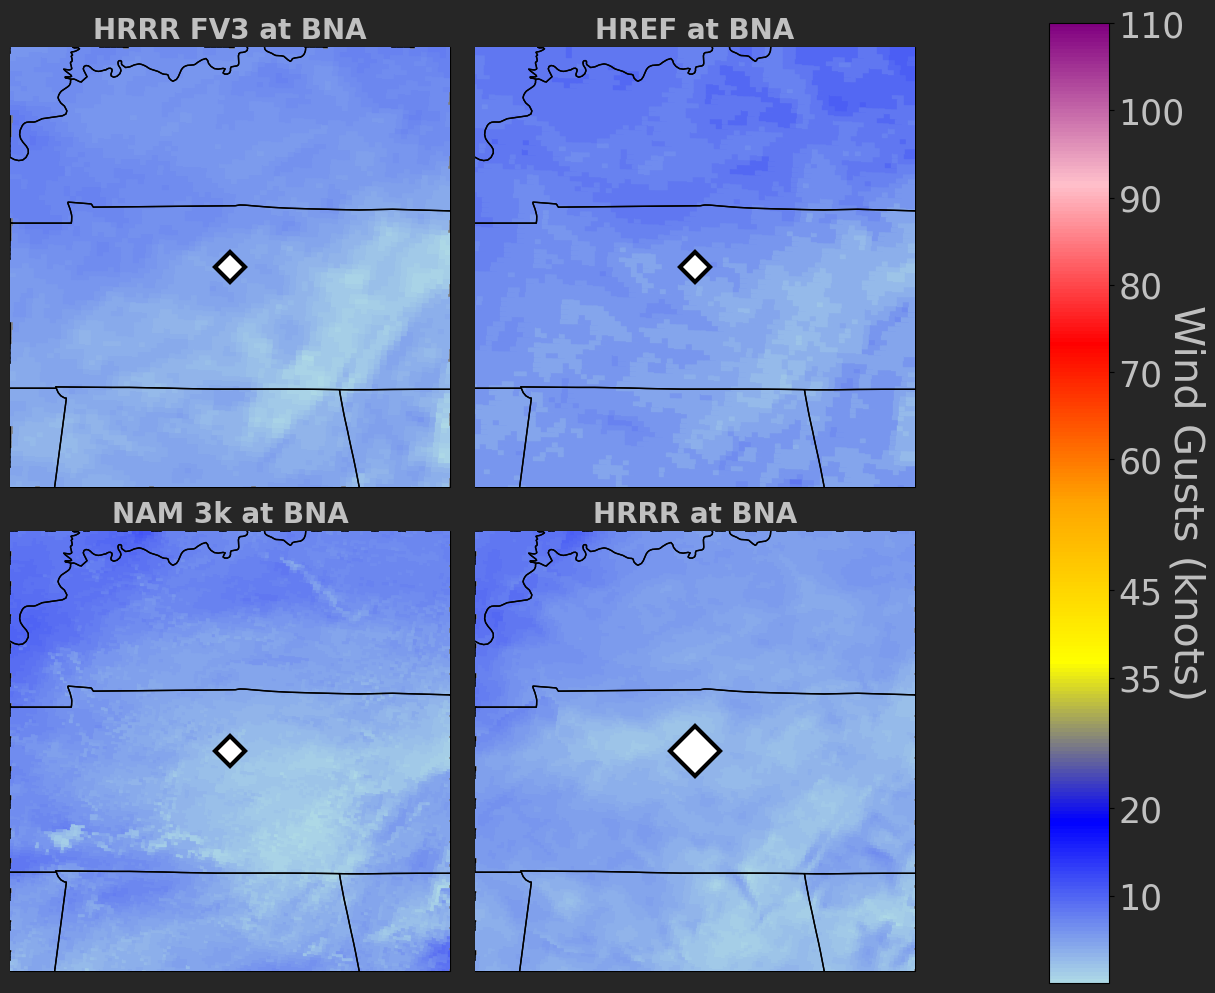 HRRR FV3 at BNA
HREF at BNA
NAM 3k at BNA
HRRR at BNA
110
100
90
80
70
60
45
35
20
10
Wind Gusts (knots)